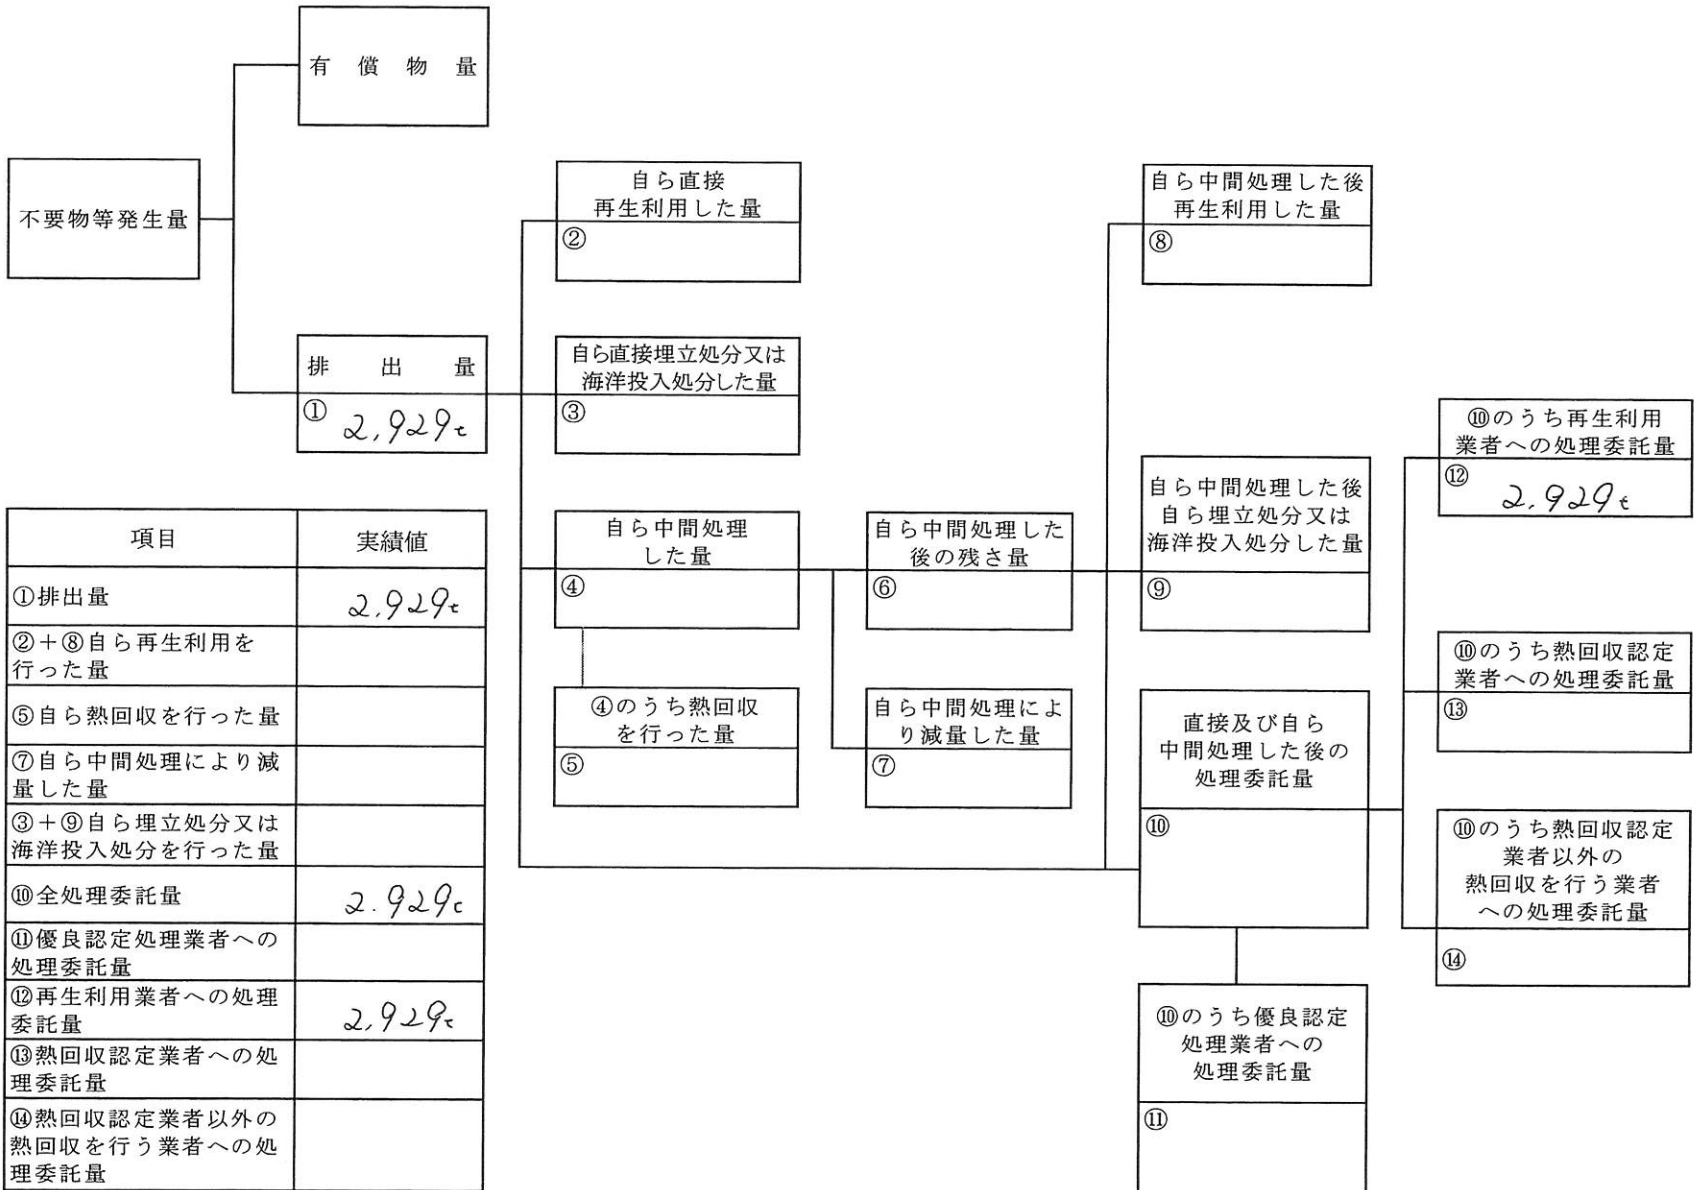 有償物量
不要物等発生量
排出量
① 2,929t
自ら直接
再生利用した量
②
自ら直接埋立処分又は
海洋投入処分した量
③
自ら中間処理
した量
④
④のうち熱回収
を行った量
⑤
自ら中間処理した
後の残さ量
⑥
自ら中間処理によ
り減量した量
⑦
自ら中間処理した後
再生利用した量
⑧
自ら中間処理した後
自ら埋立処分又は
海洋投入処分した量
⑨
直接及び自ら
中間処理した後の
処理委託量
⑩
⑩のうち優良認定
処理業者への
処理委託量
⑪
⑩のうち再生利用
業者への処理委託量
⑫ 2.929t
⑩のうち熱回収認定
業者への処理委託量
⑬
⑩のうち熱回収認定
業者以外の
熱回収を行う業者
への処理委託量
⑭
項目 実績値
①排出量 2.929t
②+⑧自ら再生利用を
行った量
⑤自ら熱回収を行った量
⑦自ら中間処理により減
量した量
③+⑨自ら埋立処分又は
海洋投入処分を行った量
⑩全処理委託量 2.929t
⑪優良認定処理業者への
処理委託量
⑫再生利用業者への処理
委託量 2,929t
⑬熱回収認定業者への処
理委託量
⑭熱回収認定業者以外の
熱回収を行う業者への処
理委託量